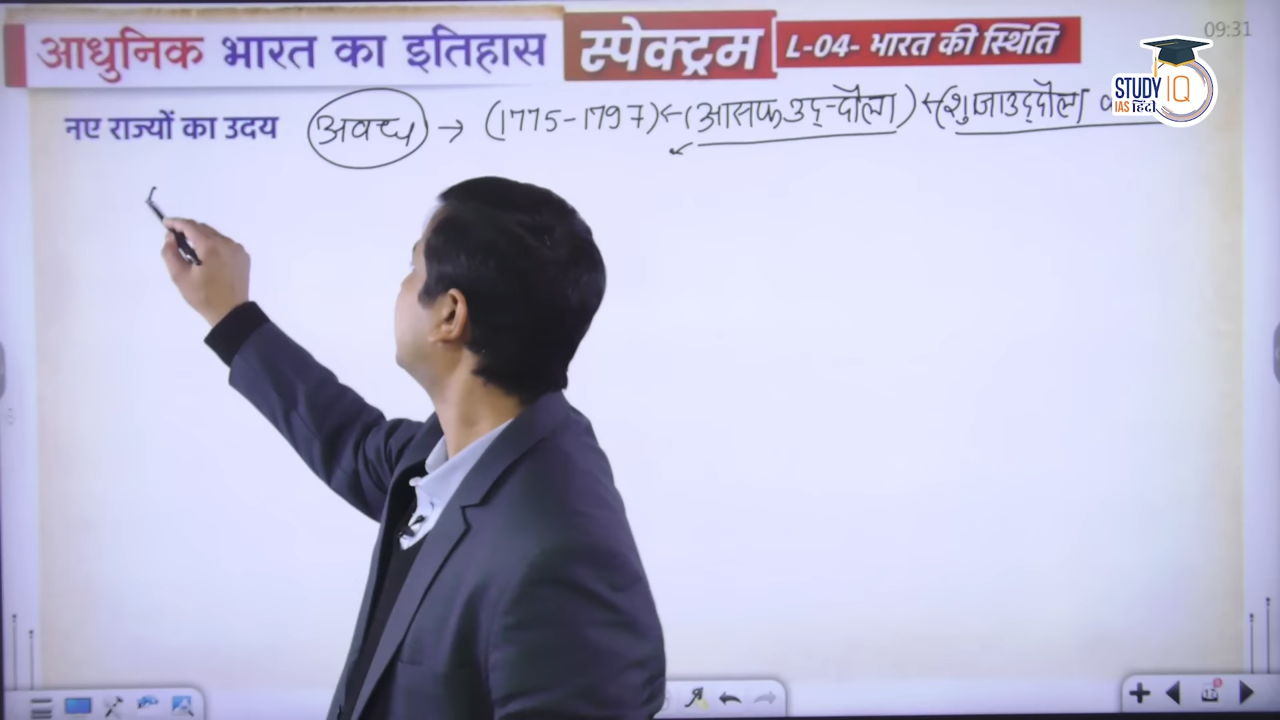 आधुनिक भारत का इतिहास स्पेक्ट्रम L-04- भारत की स्थिति
09:31
STUDY IQ
IAS हिंदी
नए राज्यों का उदय अवध → (1775-1797) ← (आसफ उद्-दौला) ← (शुजाउद्दौला
12